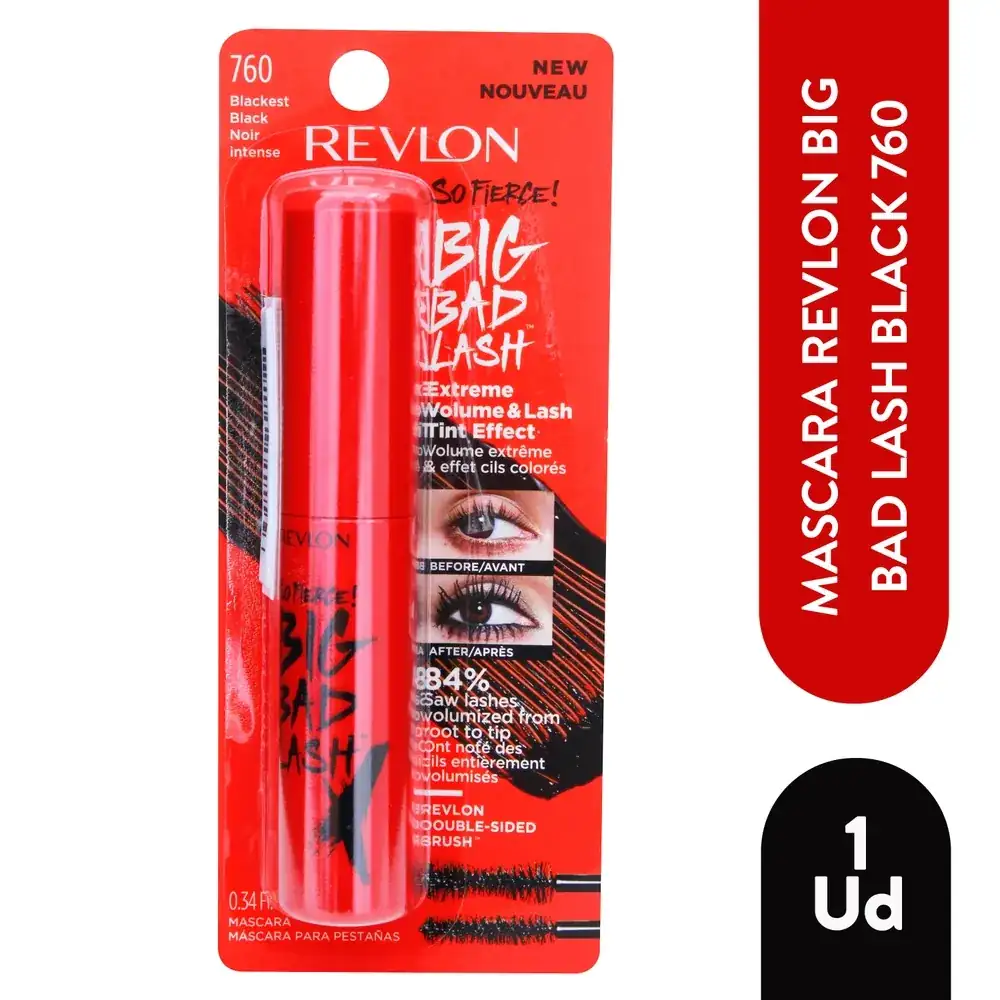 760
Blackest
Black
Noir
intense
NEW
NOUVEAU
REVLON
SO FIERCE!
BIG
BAD
LASH™
Extreme
Volume & Lash
Tint Effect
Volume extrême
& effet cils colorés
BEFORE/AVANT
AFTER/APRÈS
84%
Saw lashes
volumized from
root to tip
Ont noté des
cils entièrement
volumisés
REVLON
DOUBLE-SIDED
BRUSH™
REVLON
SO FIERCE!
BIG
BAD
LASH
0.34 Fl.
MASCARA
MÁSCARA PARA PESTAÑAS
MASCARA REVLON BIG
BAD LASH BLACK 760
1
Ud